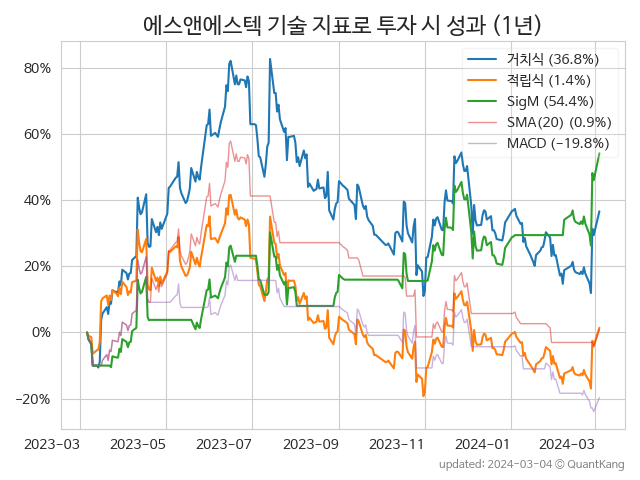 에스앤에스텍 기술 지표로 투자 시 성과 (1년)
거치식 (36.8%)
적립식 (1.4%)
SigM (54.4%)
SMA(20) (0.9%)
MACD (−19.8%)
80%
60%
40%
20%
0%
−20%
2023-03 2023-05 2023-07 2023-09 2023-11 2024-01 2024-03
updated: 2024-03-04 © QuantKang